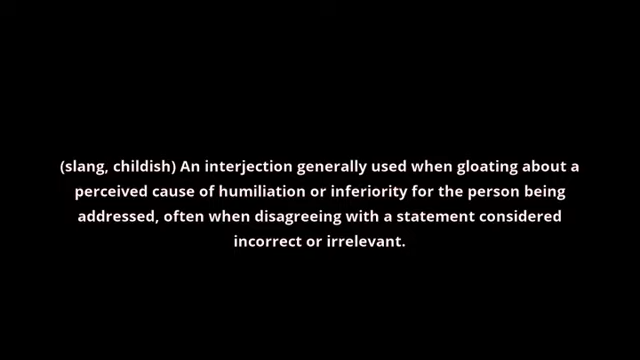 (slang, childish) An interjection generally used when gloating about a
perceived cause of humiliation or inferiority for the person being
addressed, often when disagreeing with a statement considered
incorrect or irrelevant.